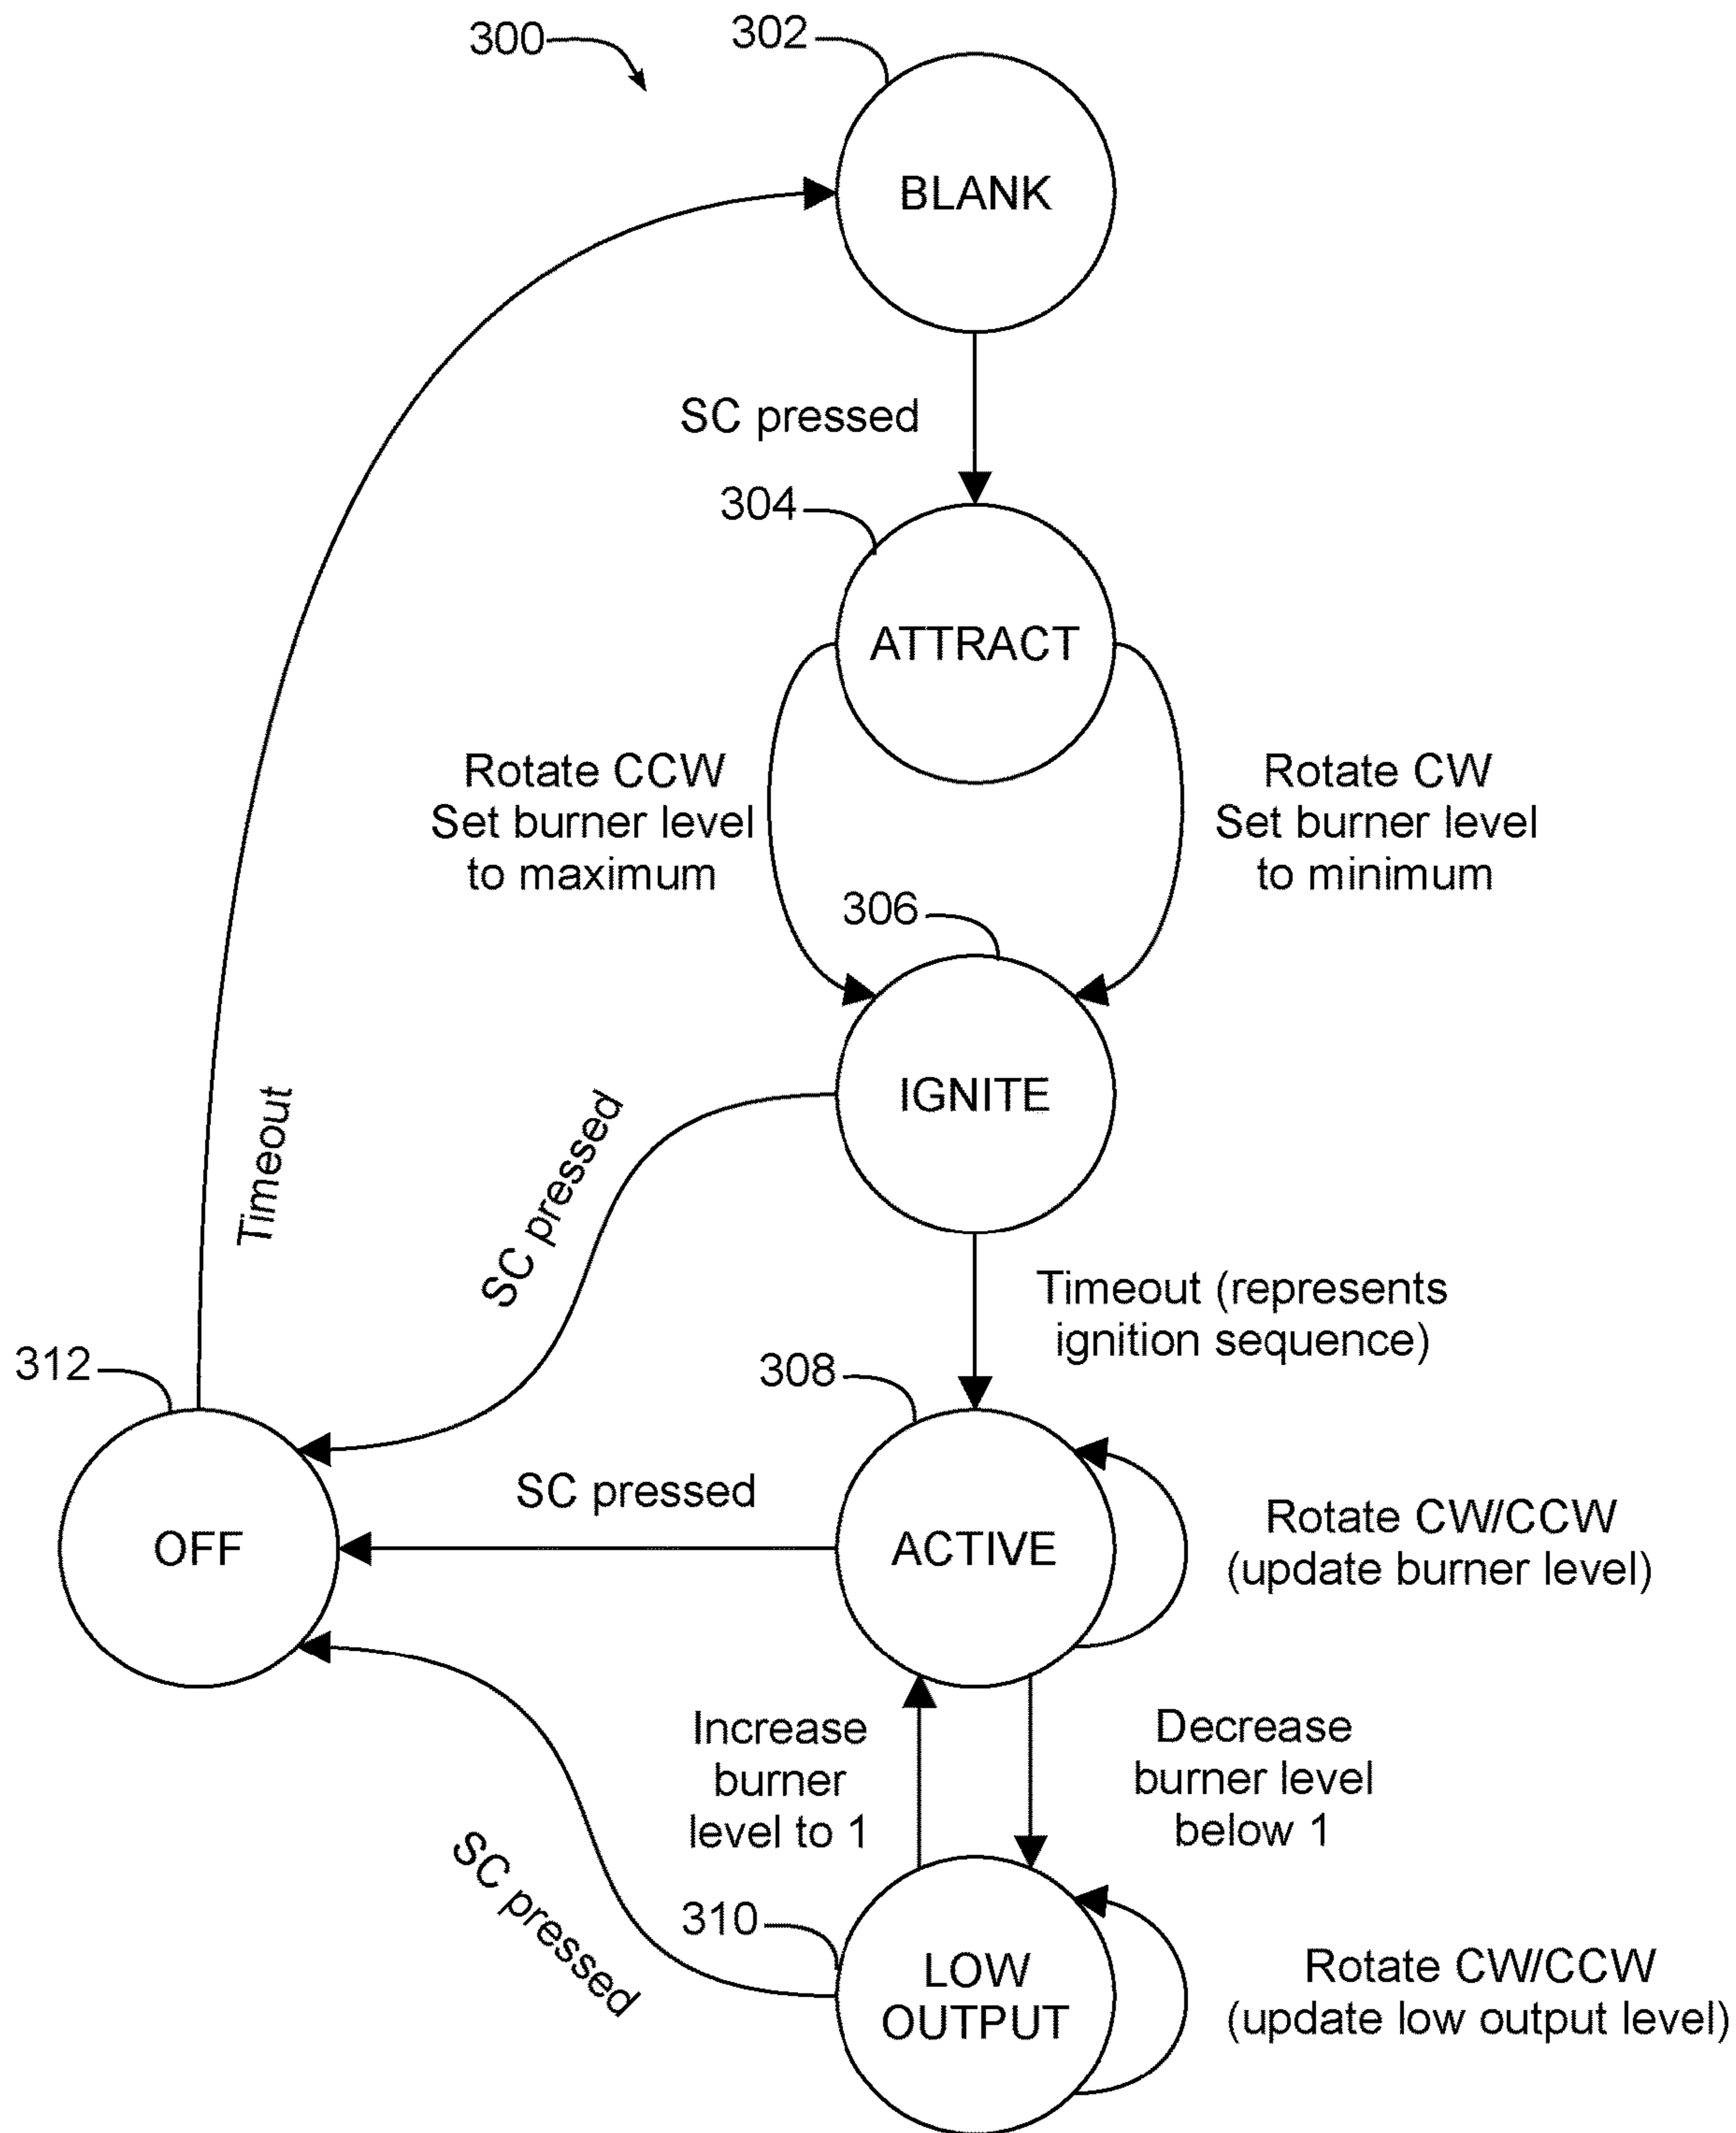 300
302
BLANK
SC pressed
304
ATTRACT
Rotate CCW
Set burner level
to maximum
Rotate CW
Set burner level
to minimum
306
IGNITE
Timeout
SC pressed
Timeout (represents
ignition sequence)
312
308
OFF
SC pressed
ACTIVE
Rotate CW/CCW
(update burner level)
Increase
burner
level to 1
Decrease
burner level
below 1
SC pressed
310
LOW
OUTPUT
Rotate CW/CCW
(update low output level)